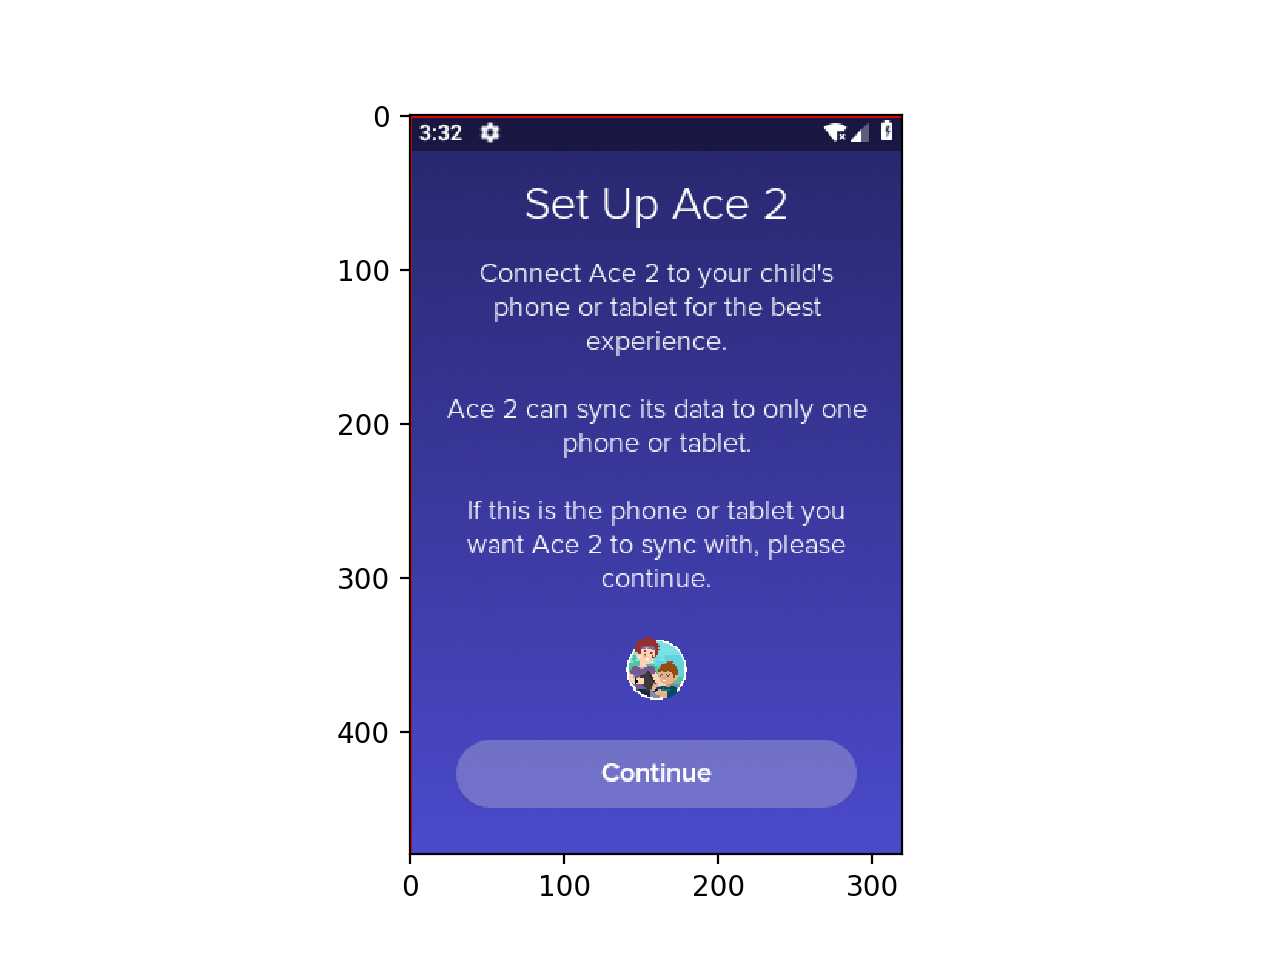 0
100
200
300
400
3:32
Set Up Ace 2
Connect Ace 2 to your child's
phone or tablet for the best
experience.
Ace 2 can sync its data to only one
phone or tablet.
If this is the phone or tablet you
want Ace 2 to sync with, please
continue.
Continue
0 100 200 300